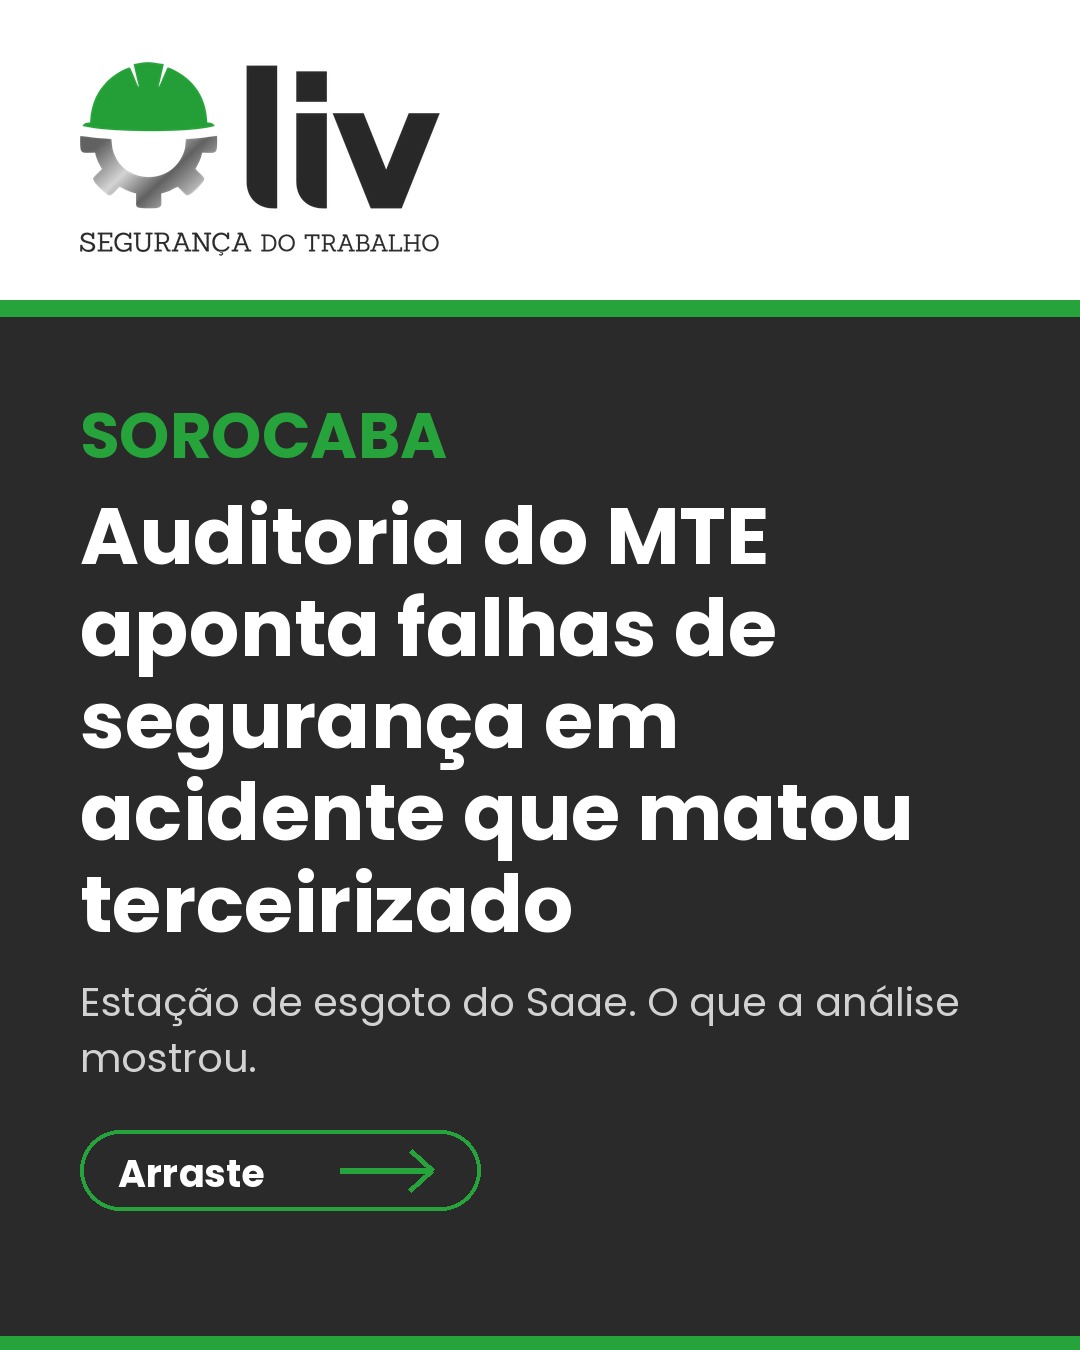 liv
SEGURANÇA DO TRABALHO
SOROCABA
Auditoria do MTE
aponta falhas de
segurança em
acidente que matou
terceirizado
Estação de esgoto do Saae. O que a análise
mostrou.
Arraste